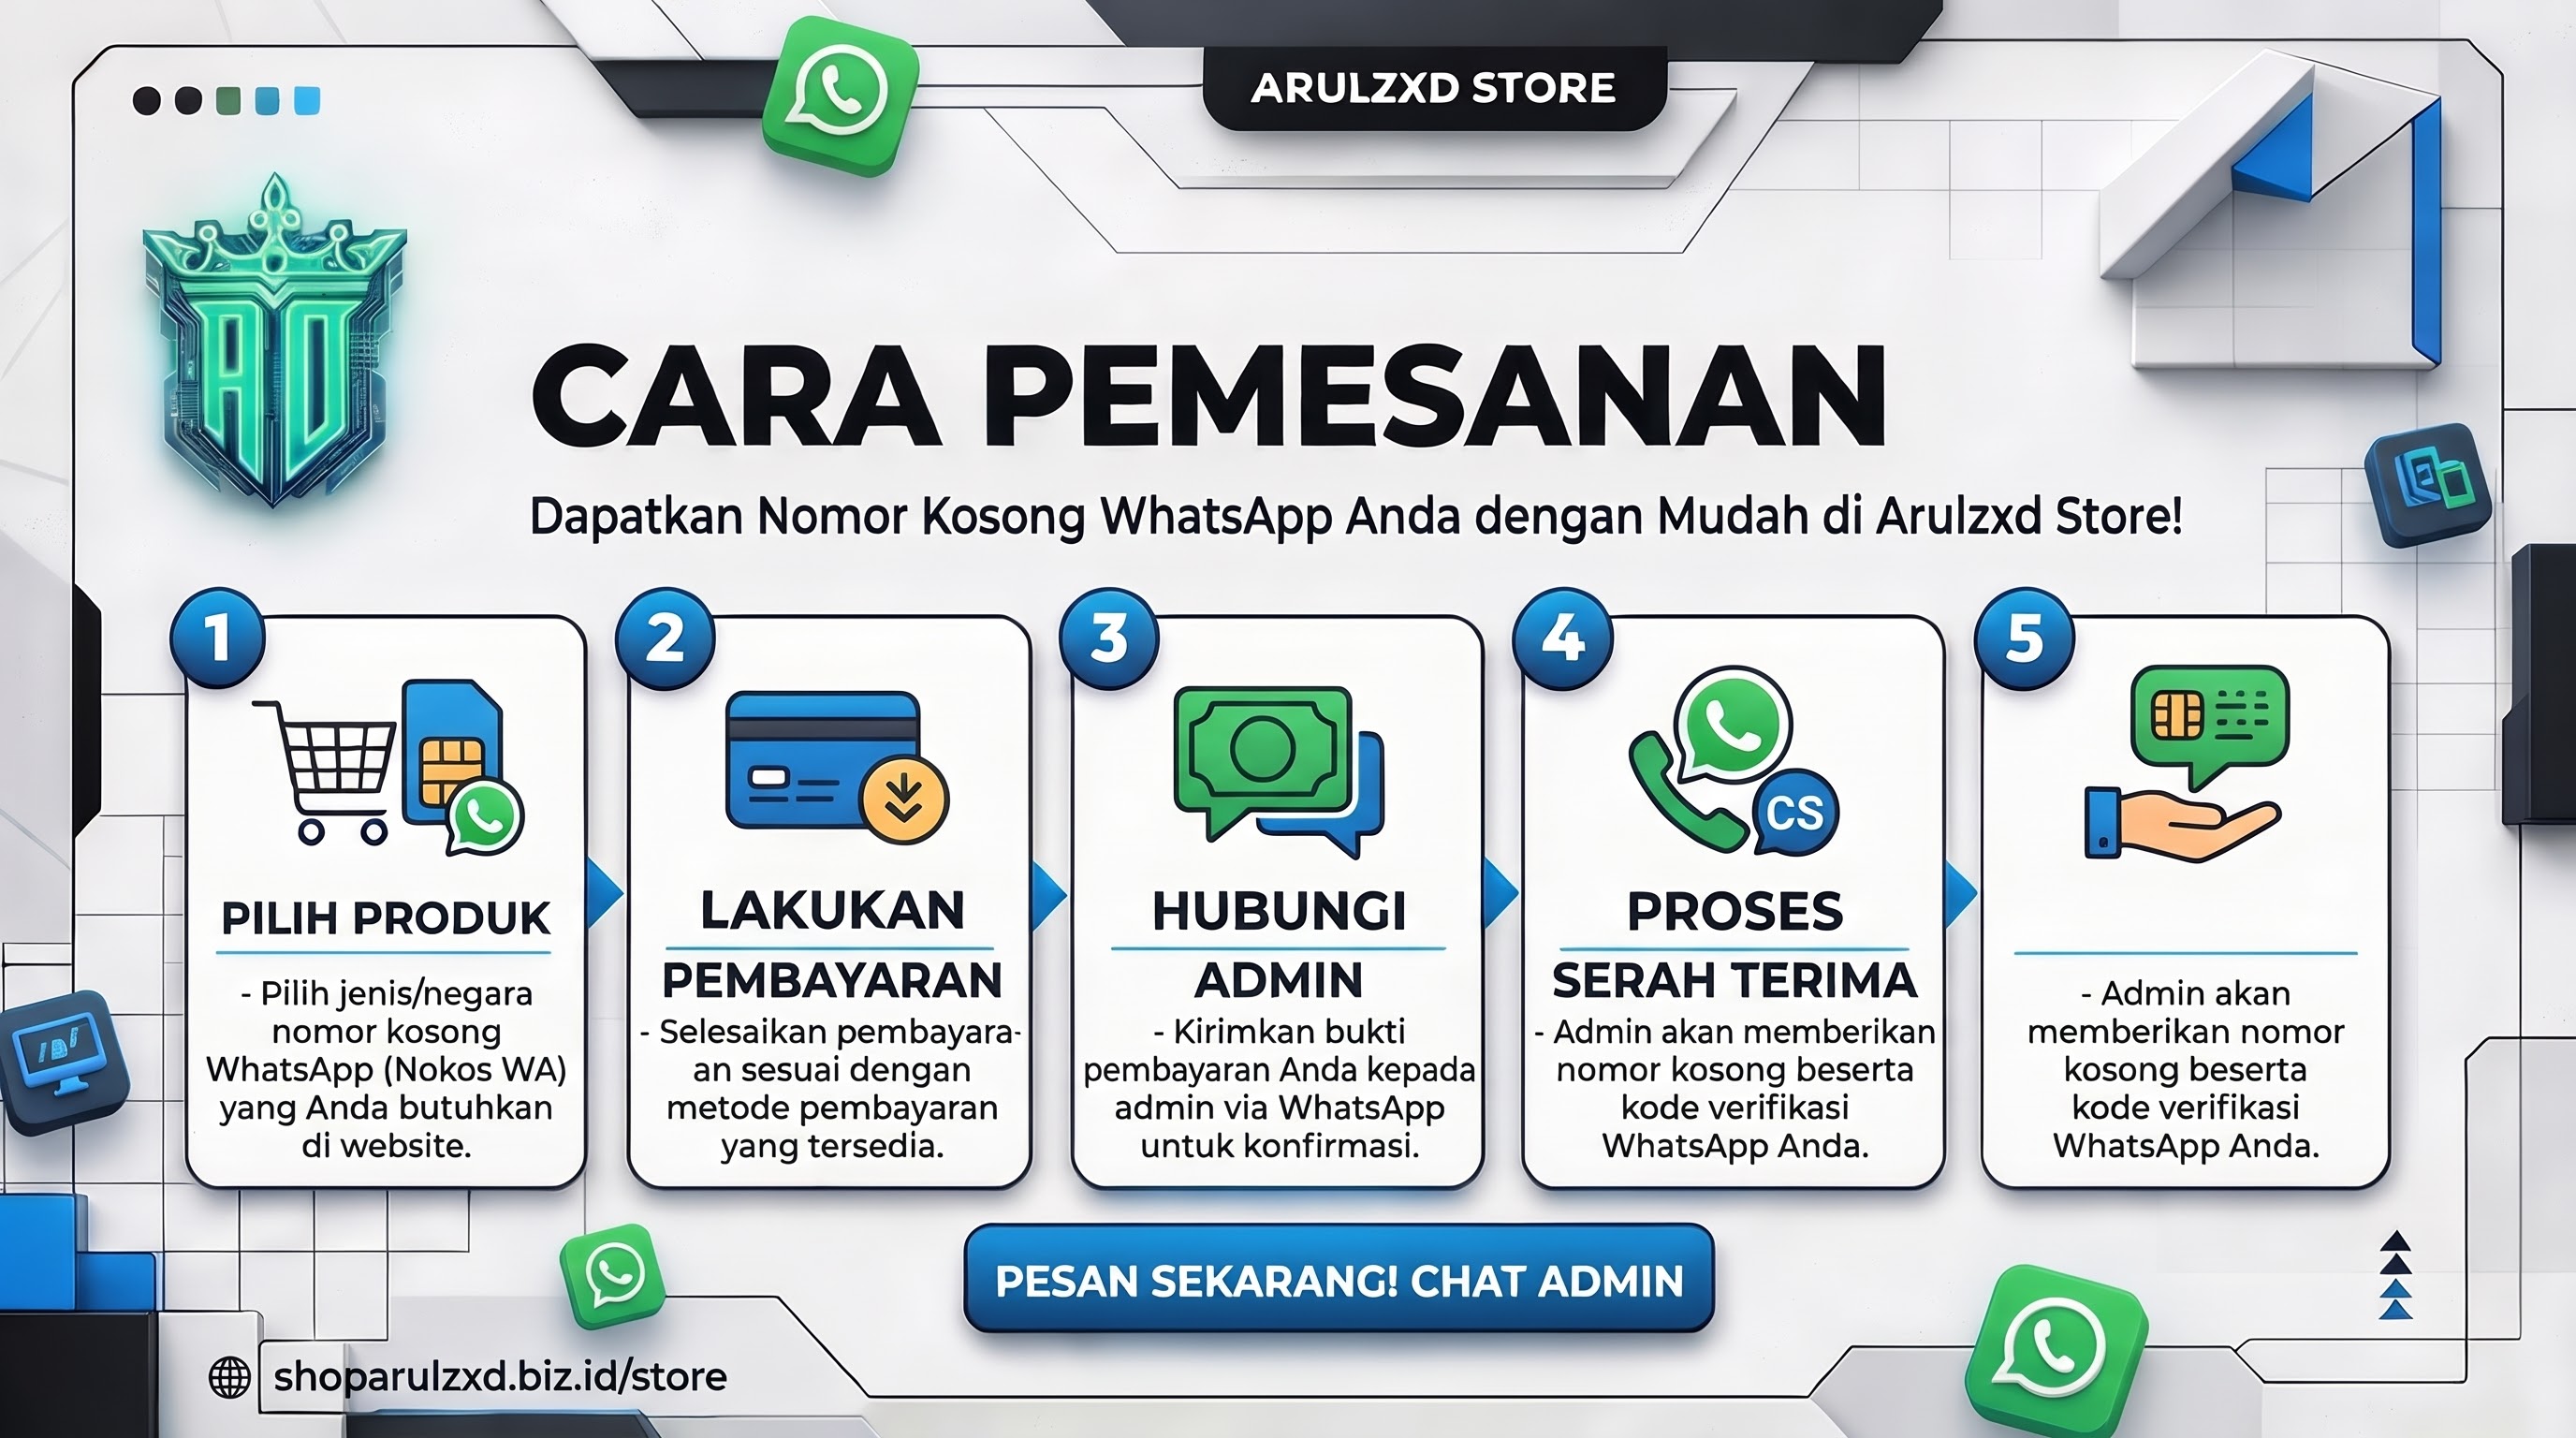 ARULZXD STORE
AD
CARA PEMESANAN
Dapatkan Nomor Kosong WhatsApp Anda dengan Mudah di Arulzxd Store!
1
PILIH PRODUK
- Pilih jenis/negara
nomor kosong
WhatsApp (Nokos WA)
yang Anda butuhkan
di website.
2
LAKUKAN
PEMBAYARAN
- Selesaikan pembayara-
an sesuai dengan
metode pembayaran
yang tersedia.
3
HUBUNGI
ADMIN
- Kirimkan bukti
pembayaran Anda kepada
admin via WhatsApp
untuk konfirmasi.
4
CS
PROSES
SERAH TERIMA
- Admin akan memberikan
nomor kosong beserta
kode verifikasi
WhatsApp Anda.
5
- Admin akan
memberikan nomor
kosong beserta
kode verifikasi
WhatsApp Anda.
PESAN SEKARANG! CHAT ADMIN
shoparulzxd.biz.id/store